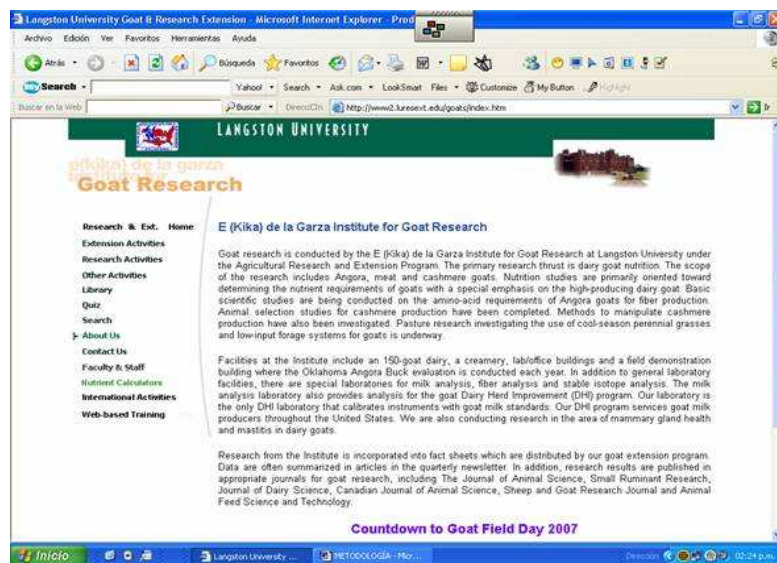 Langston University Goat & Research Extension - Microsoft Internet Explorer - Prod
Archivo Edición Ver Favoritos Herramientas Ayuda
Atrás Búsqueda Favoritos
Search Yahoo! Search Ask.com LookSmart Files Customize My Button Highlight
Buscar en la Web Buscar Dirección http://www2.luresext.edu/goats/index.htm
LANGSTON UNIVERSITY
e(kika) de la garza
Goat Research
Research & Ext. Home
Extension Activities
Research Activities
Other Activities
Library
Quiz
Search
About Us
Contact Us
Faculty & Staff
Nutrient Calculators
International Activities
Web-based Training
E (Kika) de la Garza Institute for Goat Research
Goat research is conducted by the E (Kika) de la Garza Institute for Goat Research at Langston University under
the Agricultural Research and Extension Program. The primary research thrust is dairy goat nutrition. The scope
of the research includes Angora, meat and cashmere goats. Nutrition studies are primarily oriented toward
determining the nutrient requirements of goats with a special emphasis on the high-producing dairy goat. Basic
scientific studies are being conducted on the amino-acid requirements of Angora goats for fiber production.
Animal selection studies for cashmere production have been completed. Methods to manipulate cashmere
production have also been investigated. Pasture research investigating the use of cool-season perennial grasses
and low-input forage systems for goats is underway.
Facilities at the Institute include an 150-goat dairy, a creamery, lab/office buildings and a field demonstration
building where the Oklahoma Angora Buck evaluation is conducted each year. In addition to general laboratory
facilities, there are special laboratories for milk analysis, fiber analysis and stable isotope analysis. The milk
analysis laboratory also provides analysis for the goat Dairy Herd Improvement (DHI) program. Our laboratory is
the only DHI laboratory that calibrates instruments with goat milk standards. Our DHI program services goat milk
producers throughout the United States. We are also conducting research in the area of mammary gland health
and mastitis in dairy goats.
Research from the Institute is incorporated into fact sheets which are distributed by our goat extension program.
Data are often summarized in articles in the quarterly newsletter. In addition, research results are published in
appropriate journals for goat research, including The Journal of Animal Science, Small Ruminant Research,
Journal of Dairy Science, Canadian Journal of Animal Science, Sheep and Goat Research Journal and Animal
Feed Science and Technology.
Countdown to Goat Field Day 2007
Inicio Langston University ... METODOLOGÍA - Micr... Dirección 02:24 p.m.